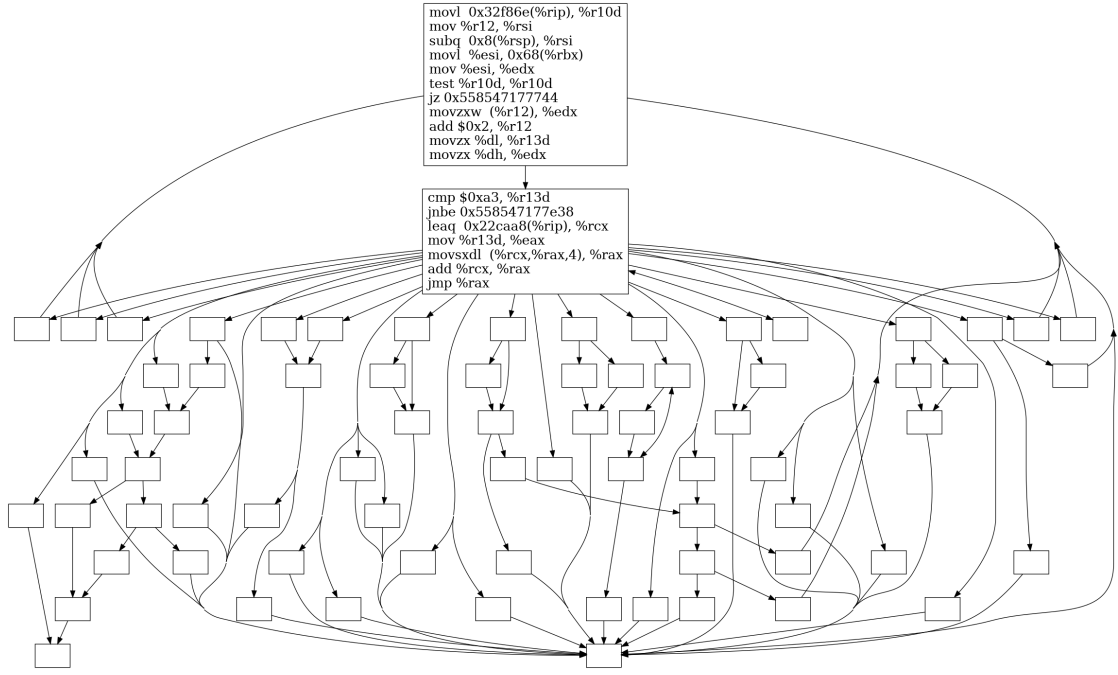 movl  0x32f86e(%rip), %r10d
mov %r12, %rsi
subq  0x8(%rsp), %rsi
movl  %esi, 0x68(%rbx)
mov %esi, %edx
test %r10d, %r10d
jz 0x558547177744
movzxw  (%r12), %edx
add $0x2, %r12
movzx %dl, %r13d
movzx %dh, %edx
cmp $0xa3, %r13d
jnbe 0x558547177e38
leaq  0x22caa8(%rip), %rcx
mov %r13d, %eax
movsxdl  (%rcx,%rax,4), %rax
add %rcx, %rax
jmp %rax